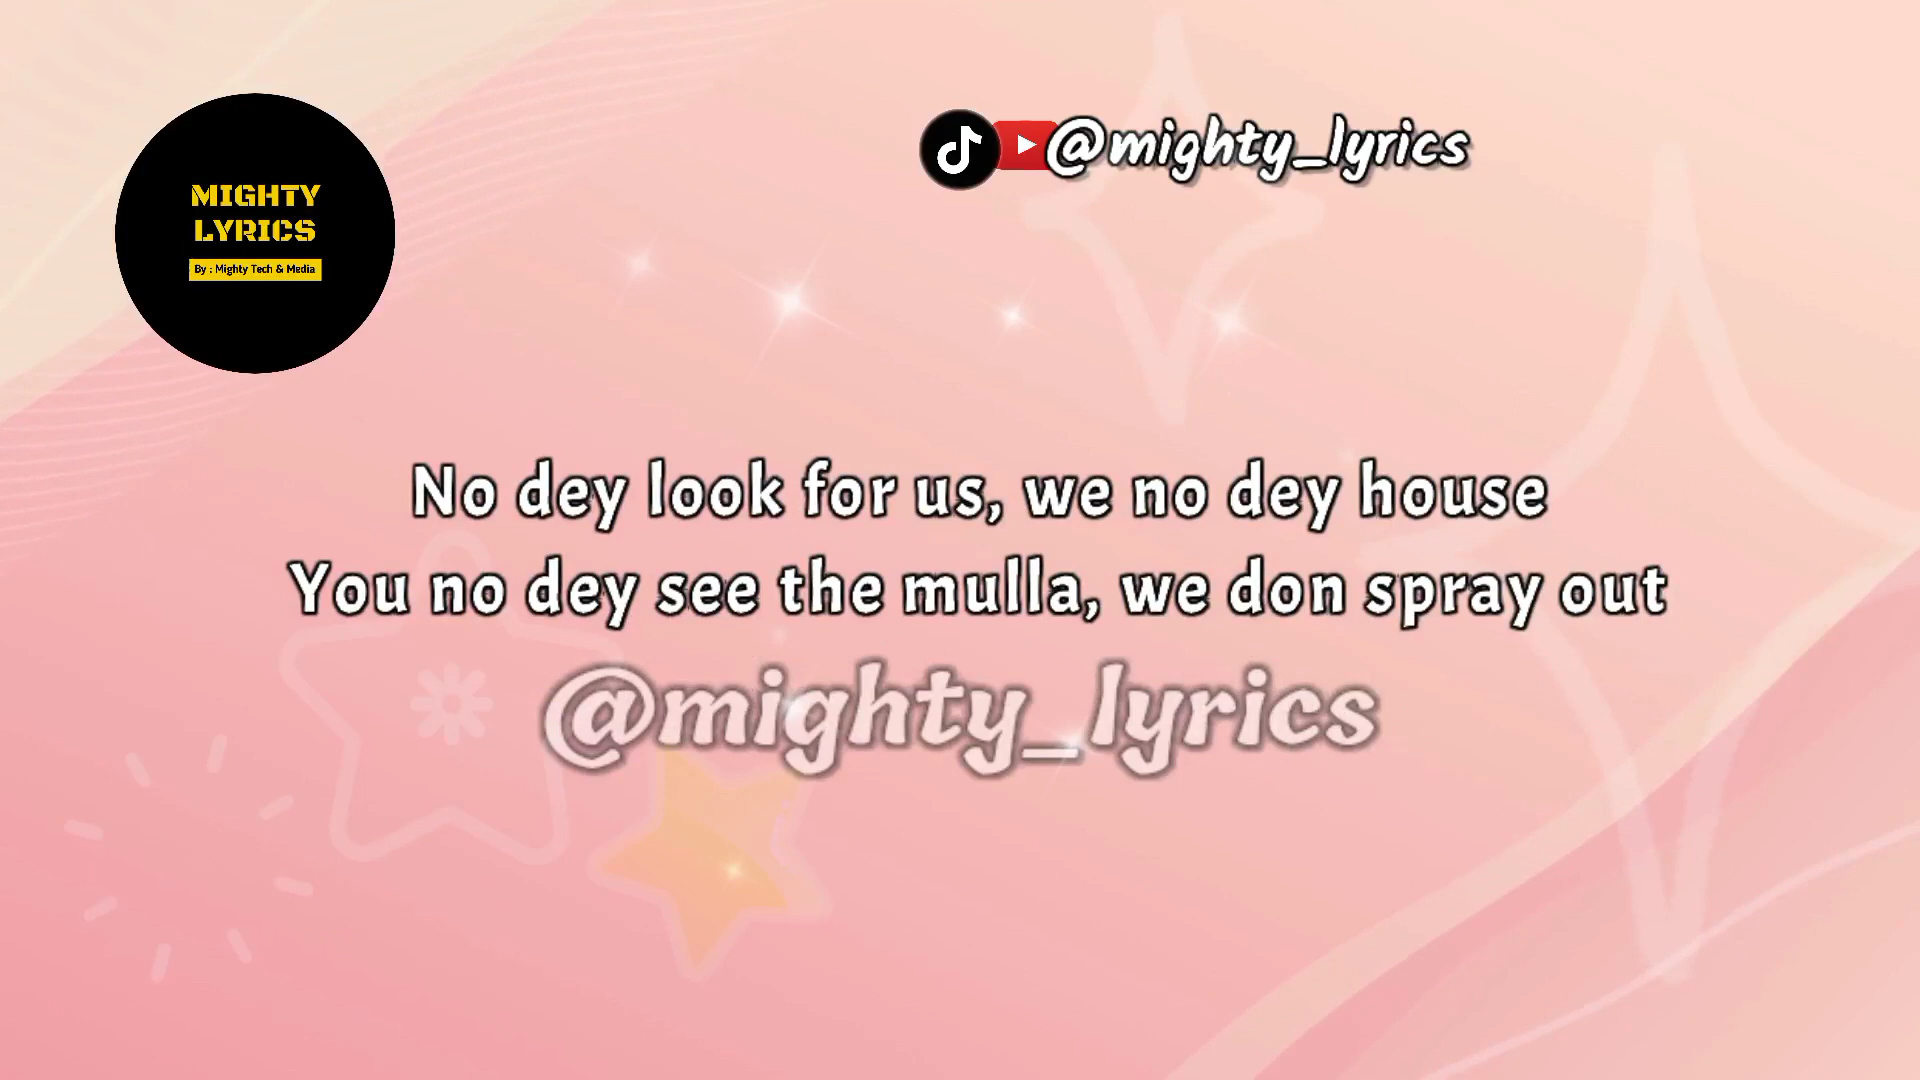 MIGHTY
LYRICS
By : Mighty Tech & Media
@mighty_lyrics
No dey look for us, we no dey house
You no dey see the mulla, we don spray out
@mighty_lyrics